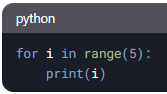 python
for i in range(5):
    print(i)